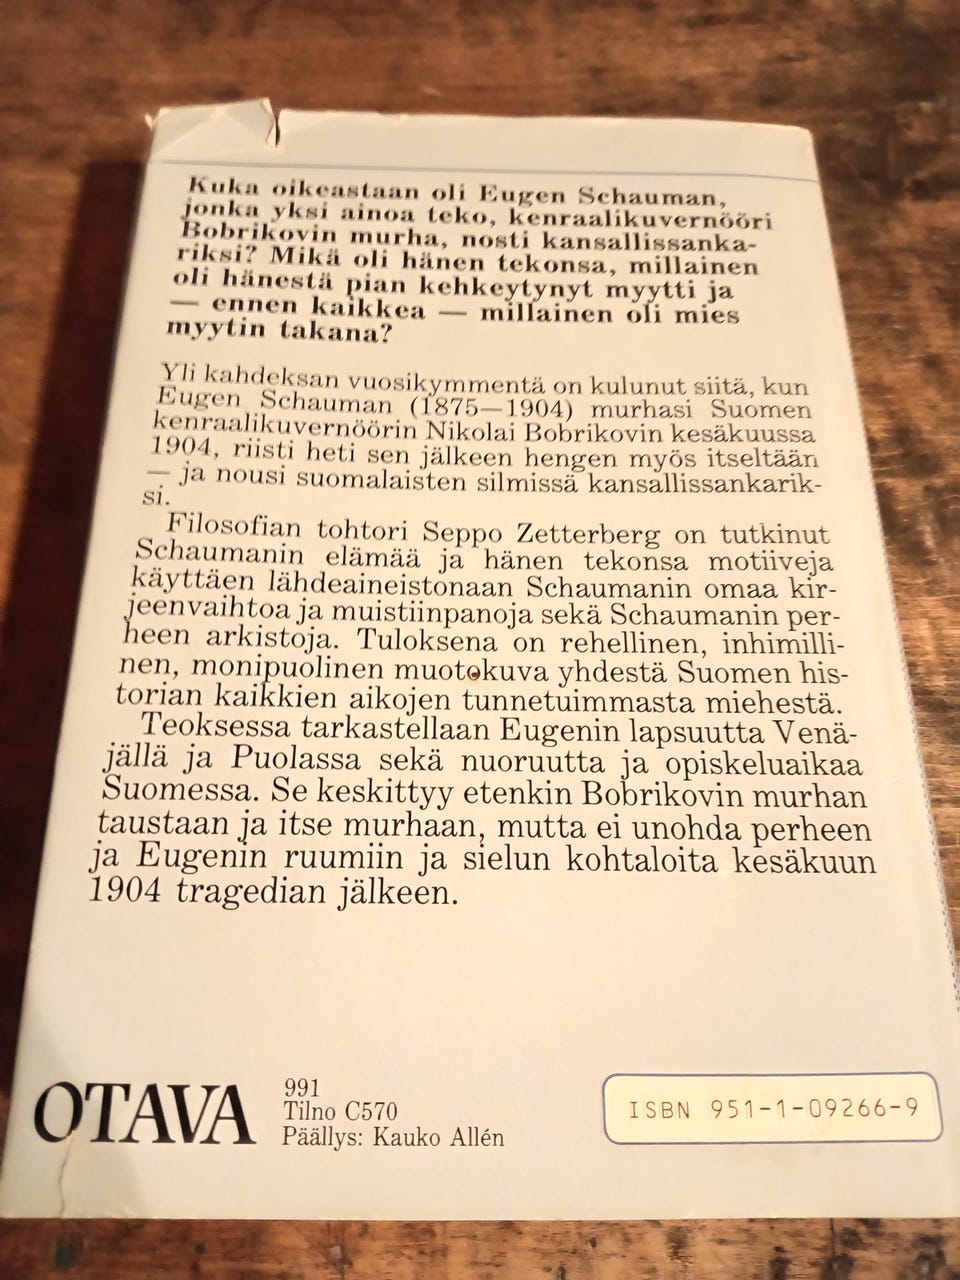 Kuka oikeastaan oli Eugen Schauman,
jonka yksi ainoa teko, kenraalikuvernööri
Bobrikovin murha, nosti kansallissanka-
riksi? Mikä oli hänen tekonsa, millainen
oli hänestä pian kehkeytynyt myytti ja
— ennen kaikkea — millainen oli mies
myytin takana?
Yli kahdeksan vuosikymmentä on kulunut siitä, kun
Eugen Schauman (1875—1904) murhasi Suomen
kenraalikuvernöörin Nikolai Bobrikovin kesäkuussa
1904, riisti heti sen jälkeen hengen myös itseltään
— ja nousi suomalaisten silmissä kansallissankarik-
si.
Filosofian tohtori Seppo Zetterberg on tutkinut
Schaumanin elämää ja hänen tekonsa motiiveja
käyttäen lähdeaineistonaan Schaumanin omaa kir-
jeenvaihtoa ja muistiinpanoja sekä Schaumanin per-
heen arkistoja. Tuloksena on rehellinen, inhimilli-
nen, monipuolinen muotokuva yhdestä Suomen his-
torian kaikkien aikojen tunnetuimmasta miehestä.
Teoksessa tarkastellaan Eugenin lapsuutta Venä-
jällä ja Puolassa sekä nuoruutta ja opiskeluaikaa
Suomessa. Se keskittyy etenkin Bobrikovin murhan
taustaan ja itse murhaan, mutta ei unohda perheen
ja Eugenin ruumiin ja sielun kohtaloita kesäkuun
1904 tragedian jälkeen.
OTAVA
991
Tilno C570
Päällys: Kauko Allén
ISBN 951-1-09266-9